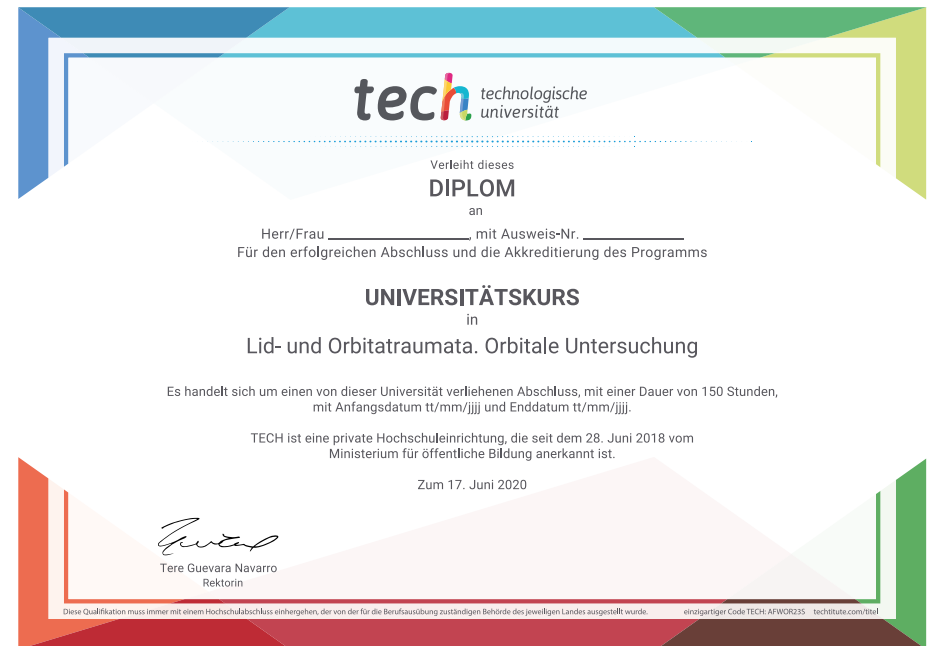 tech technologische
universität
Verleiht dieses
DIPLOM
an
Herr/Frau ____________, mit Ausweis-Nr. ____________
Für den erfolgreichen Abschluss und die Akkreditierung des Programms
UNIVERSITÄTSKURS
in
Lid- und Orbitatraumata. Orbitale Untersuchung
Es handelt sich um einen von dieser Universität verliehenen Abschluss, mit einer Dauer von 150 Stunden,
mit Anfangsdatum tt/mm/jjjj und Enddatum tt/mm/jjjj.
TECH ist eine private Hochschuleinrichtung, die seit dem 28. Juni 2018 vom
Ministerium für öffentliche Bildung anerkannt ist.
Zum 17. Juni 2020
Tere Guevara Navarro
Rektorin
Diese Qualifikation muss immer mit einem Hochschulabschluss einhergehen, der von der für die Berufsausübung zuständigen Behörde des jeweiligen Landes ausgestellt wurde. einzigartiger Code TECH: AFWOR23S techtitute.com/titel